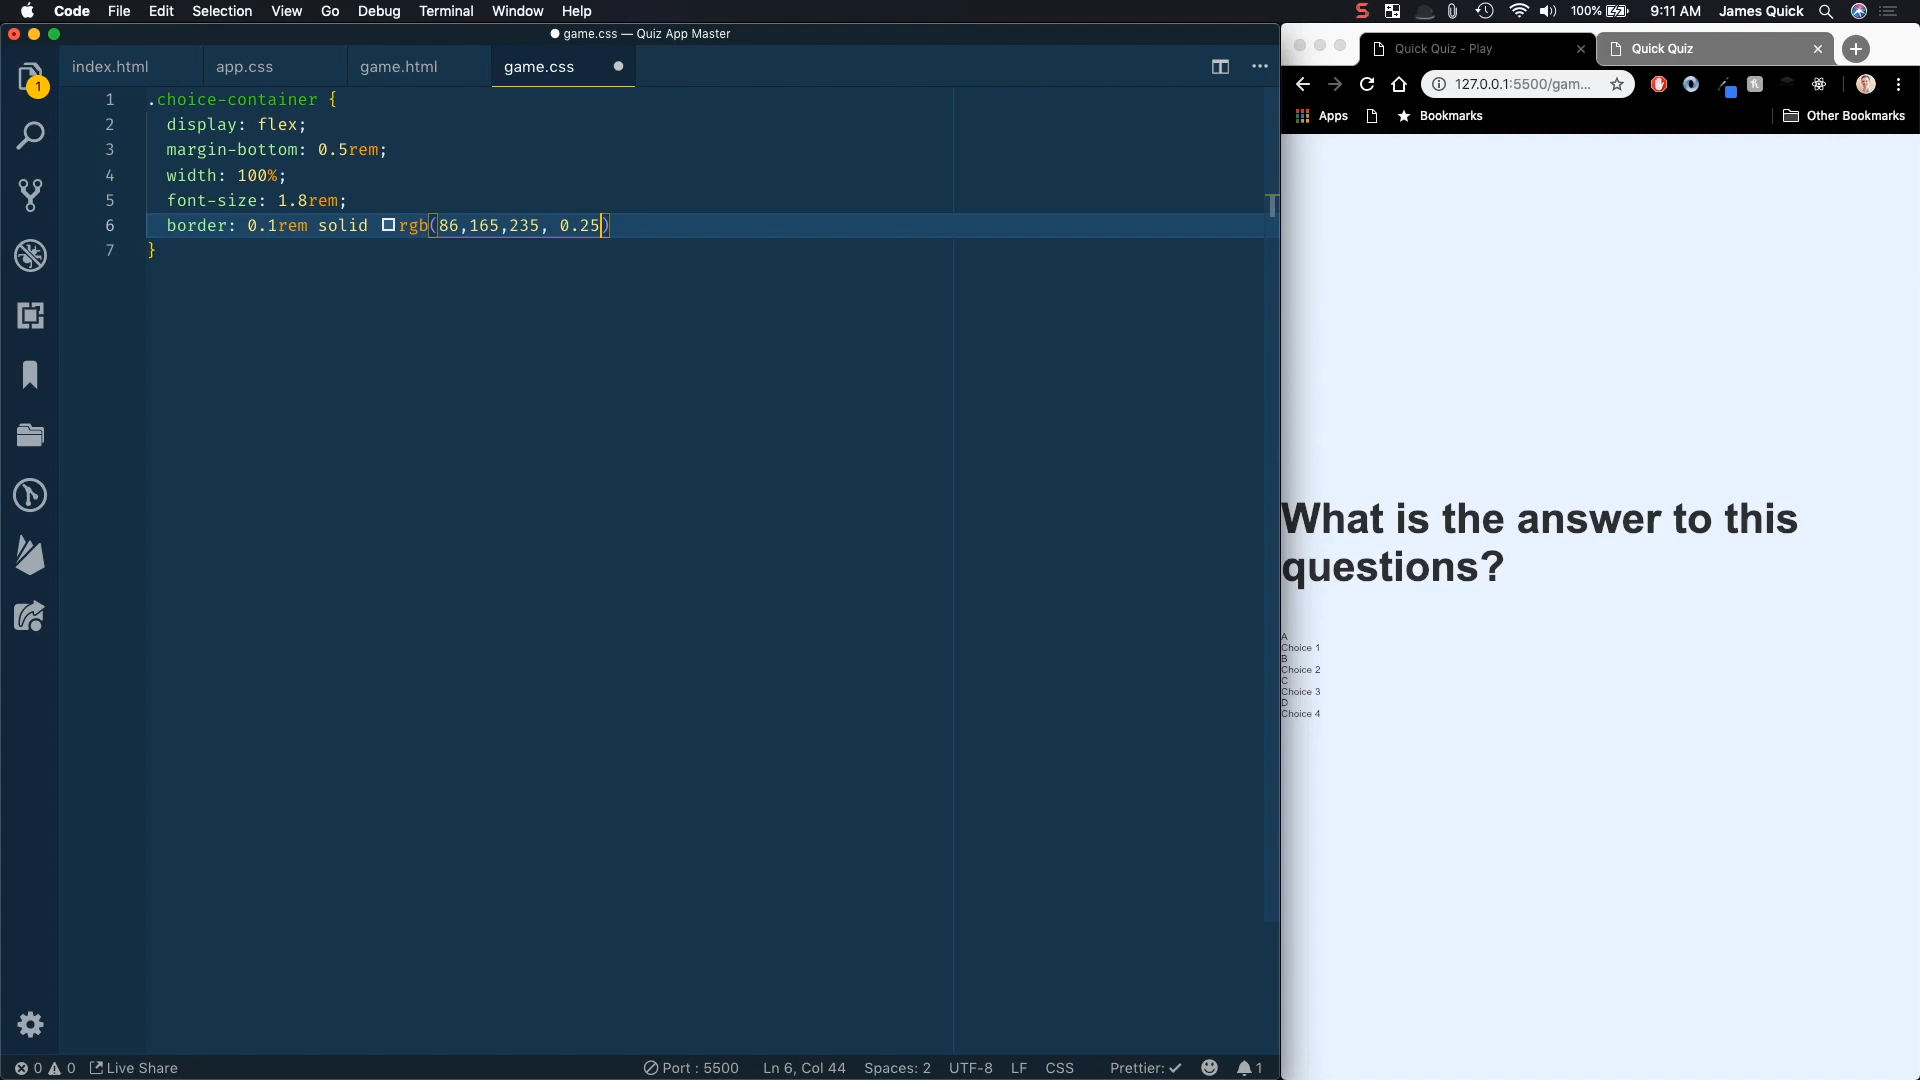 Code File Edit Selection View Go Debug Terminal Window Help
100% 9:11 AM James Quick
game.css — Quiz App Master
index.html app.css game.html game.css
1
1 .choice-container {
2 display: flex;
3 margin-bottom: 0.5rem;
4 width: 100%;
5 font-size: 1.8rem;
6 border: 0.1rem solid rgb(86,165,235, 0.25)
7 }
0 0 Live Share Port : 5500 Ln 6, Col 44 Spaces: 2 UTF-8 LF CSS Prettier: 1
Quick Quiz - Play Quick Quiz
127.0.0.1:5500/gam...
Apps Bookmarks Other Bookmarks
What is the answer to this
questions?
A
Choice 1
B
Choice 2
C
Choice 3
D
Choice 4